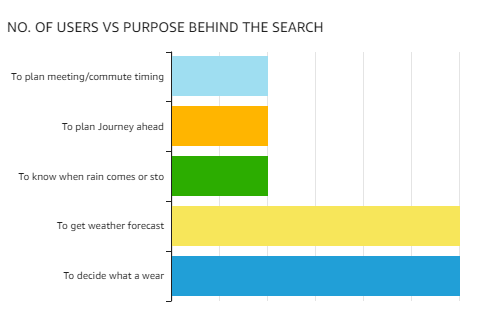 NO. OF USERS VS PURPOSE BEHIND THE SEARCH
To plan meeting/commute timing
To plan Journey ahead
To know when rain comes or sto
To get weather forecast
To decide what a wear